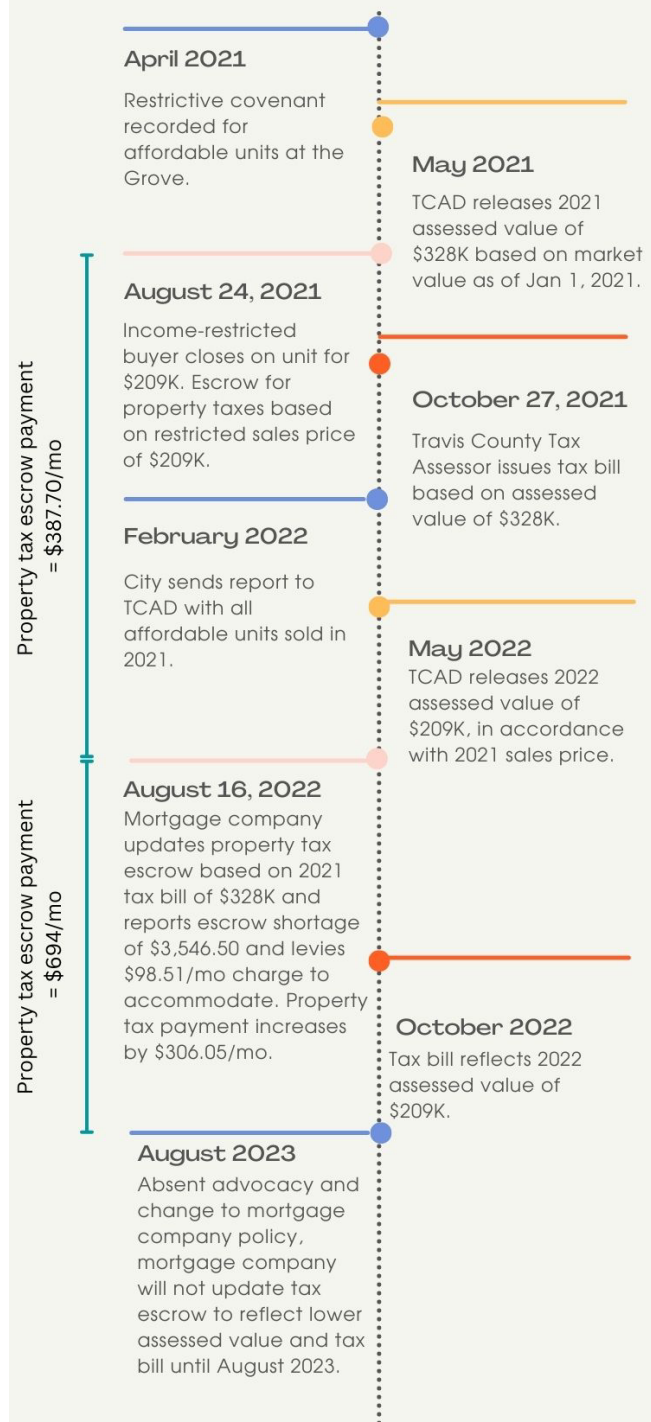 April 2021
Restrictive covenant
recorded for
affordable units at the
Grove.
May 2021
TCAD releases 2021
assessed value of
$328K based on market
value as of Jan 1, 2021.
August 24, 2021
Income-restricted
buyer closes on unit for
$209K. Escrow for
property taxes based
on restricted sales price
of $209K.
October 27, 2021
Travis County Tax
Assessor issues tax bill
based on assessed
value of $328K.
Property tax escrow payment
= $387.70/mo
February 2022
City sends report to
TCAD with all
affordable units sold in
2021.
May 2022
TCAD releases 2022
assessed value of
$209K, in accordance
with 2021 sales price.
August 16, 2022
Mortgage company
updates property tax
escrow based on 2021
tax bill of $328K and
reports escrow shortage
of $3,546.50 and levies
$98.51/mo charge to
accommodate. Property
tax payment increases
by $306.05/mo.
Property tax escrow payment
= $694/mo
October 2022
Tax bill reflects 2022
assessed value of
$209K.
August 2023
Absent advocacy and
change to mortgage
company policy,
mortgage company
will not update tax
escrow to reflect lower
assessed value and tax
bill until August 2023.